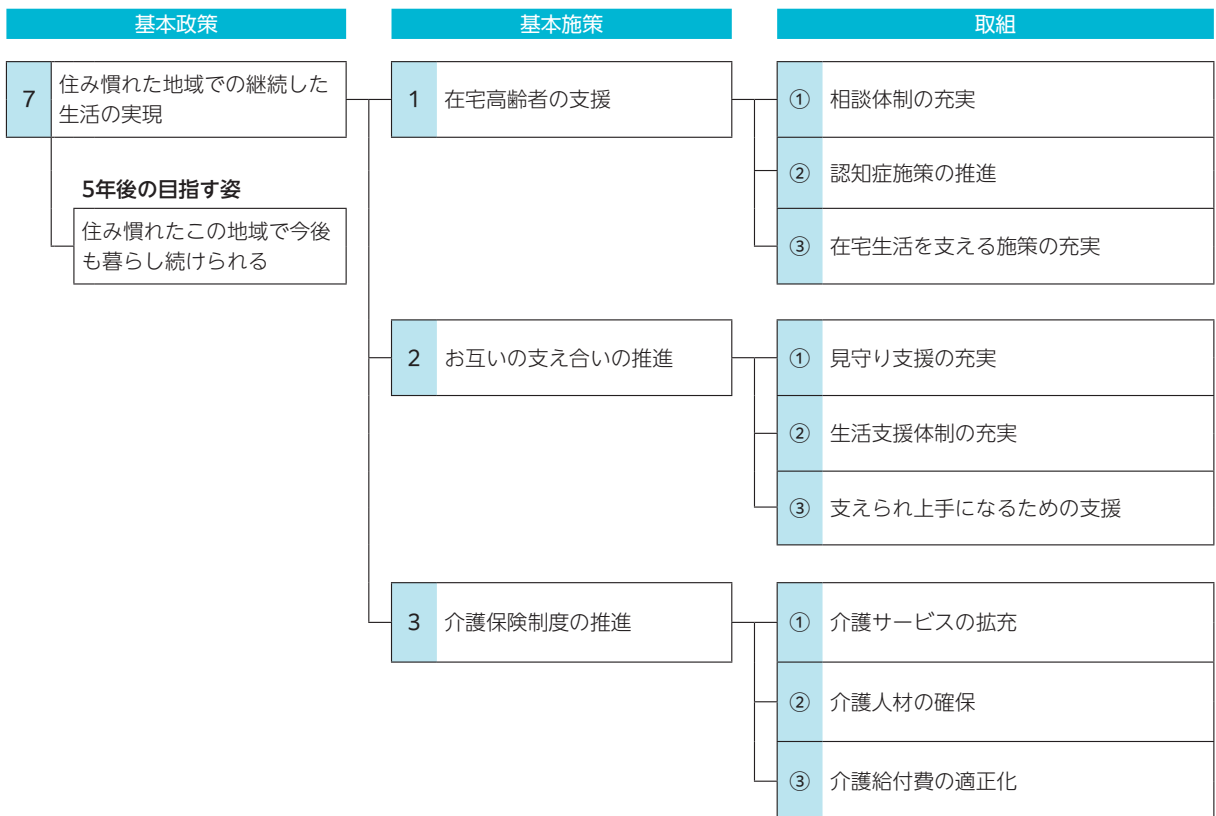 基本政策
基本施策
取組
7
住み慣れた地域での継続した
生活の実現
5年後の目指す姿
住み慣れたこの地域で今後
も暮らし続けられる
1
在宅高齢者の支援
①
相談体制の充実
②
認知症施策の推進
③
在宅生活を支える施策の充実
2
お互いの支え合いの推進
①
見守り支援の充実
②
生活支援体制の充実
③
支えられ上手になるための支援
3
介護保険制度の推進
①
介護サービスの拡充
②
介護人材の確保
③
介護給付費の適正化